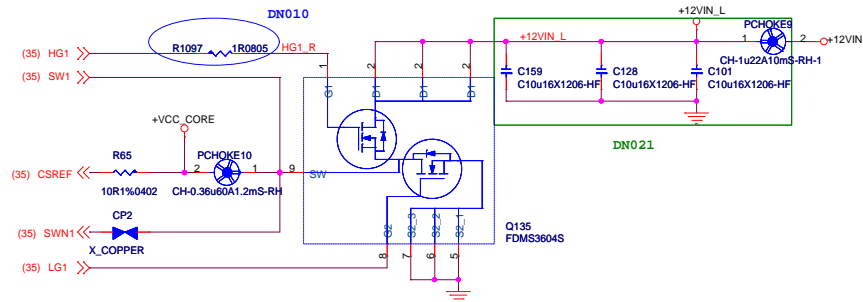 DN010
+12VIN_L
PCHOKE9
R1097 1R0805
(35) HG1
HG1_R
+12VIN_L
1
2
+12VIN
(35) SW1
1
2
2
2
G1
D1
D1
D1
C159
C10u16X1206-HF
C128
C10u16X1206-HF
C101
C10u16X1206-HF
CH-1u22A10mS-RH-1
+VCC_CORE
DN021
R65
PCHOKE10
(35) CSREF
2
1
9
SW
10R1%0402
CH-0.36u60A1.2mS-RH
CP2
(35) SWN1
X_COPPER
G2
S2_3
S2_2
S2_1
Q135
FDMS3604S
8
7
6
5
(35) LG1